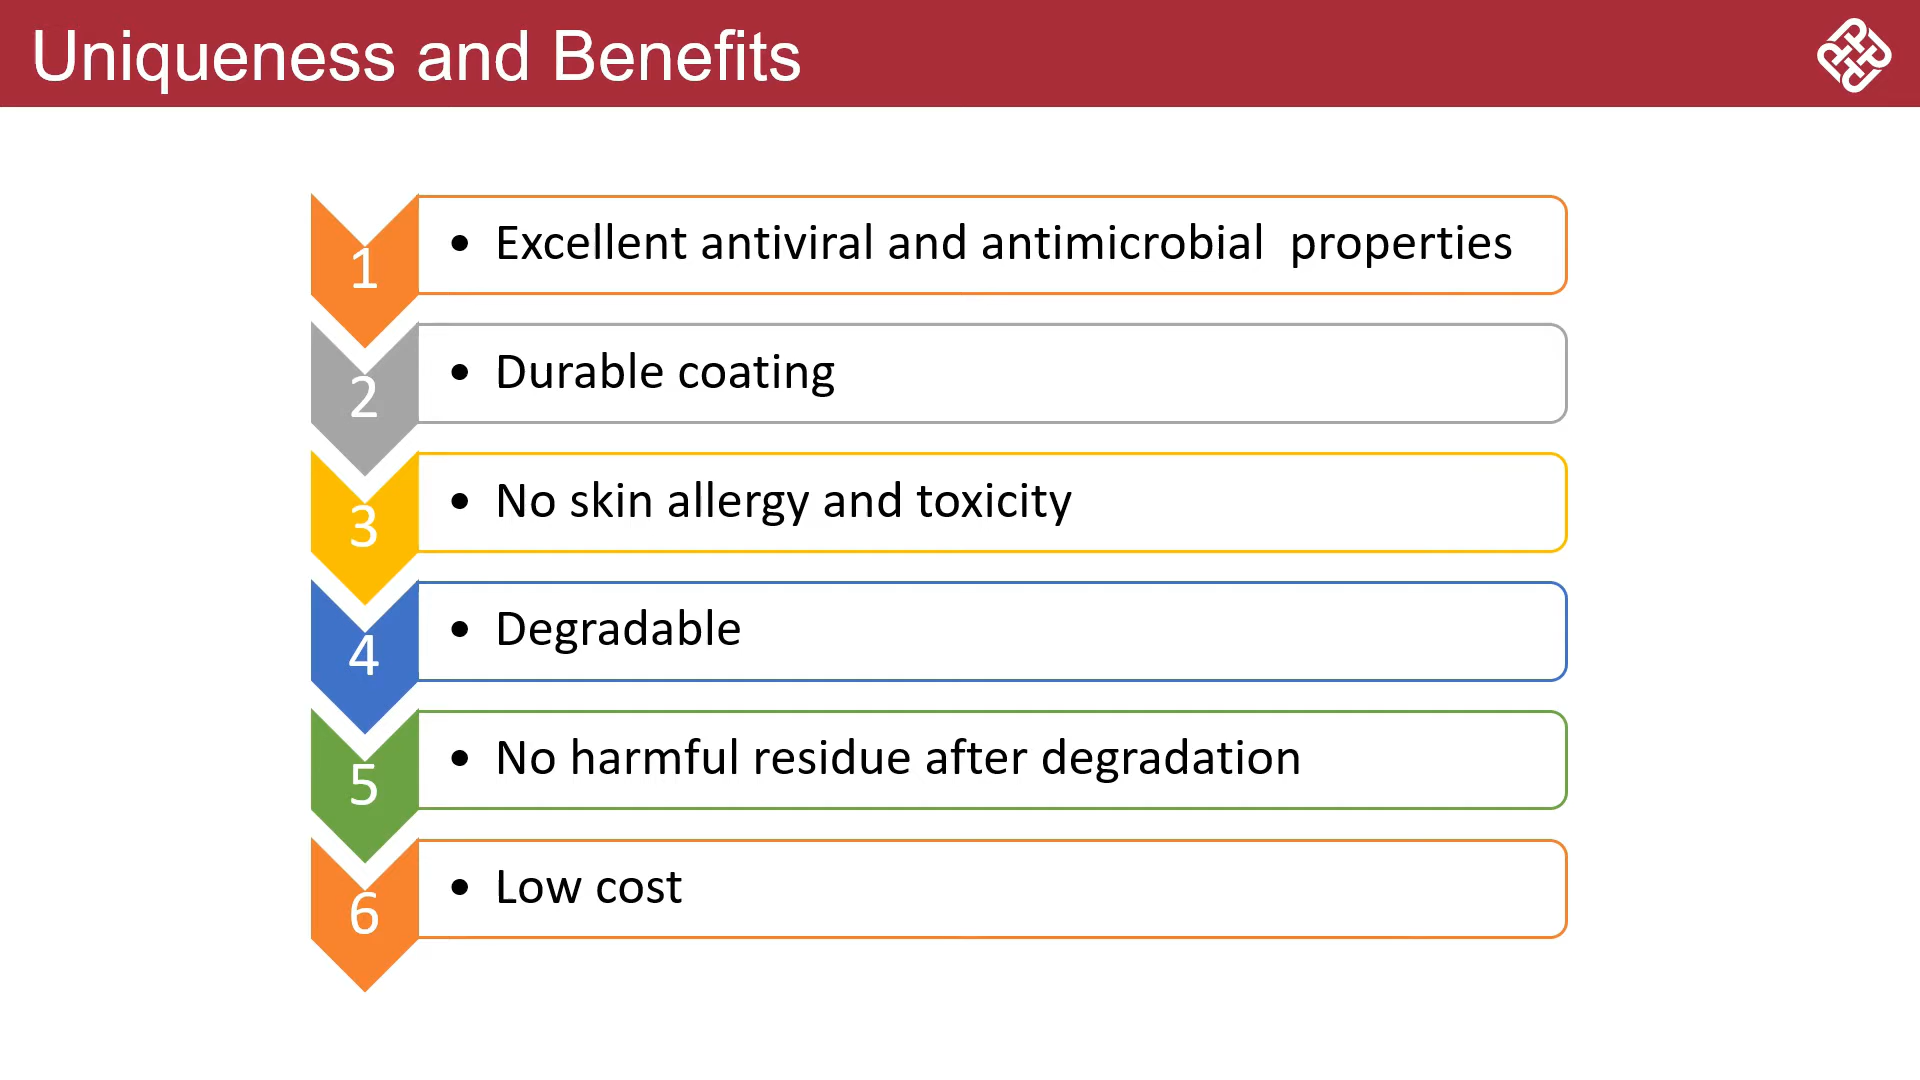 Uniqueness and Benefits
1
• Excellent antiviral and antimicrobial  properties
2
• Durable coating
3
• No skin allergy and toxicity
4
• Degradable
5
• No harmful residue after degradation
6
• Low cost